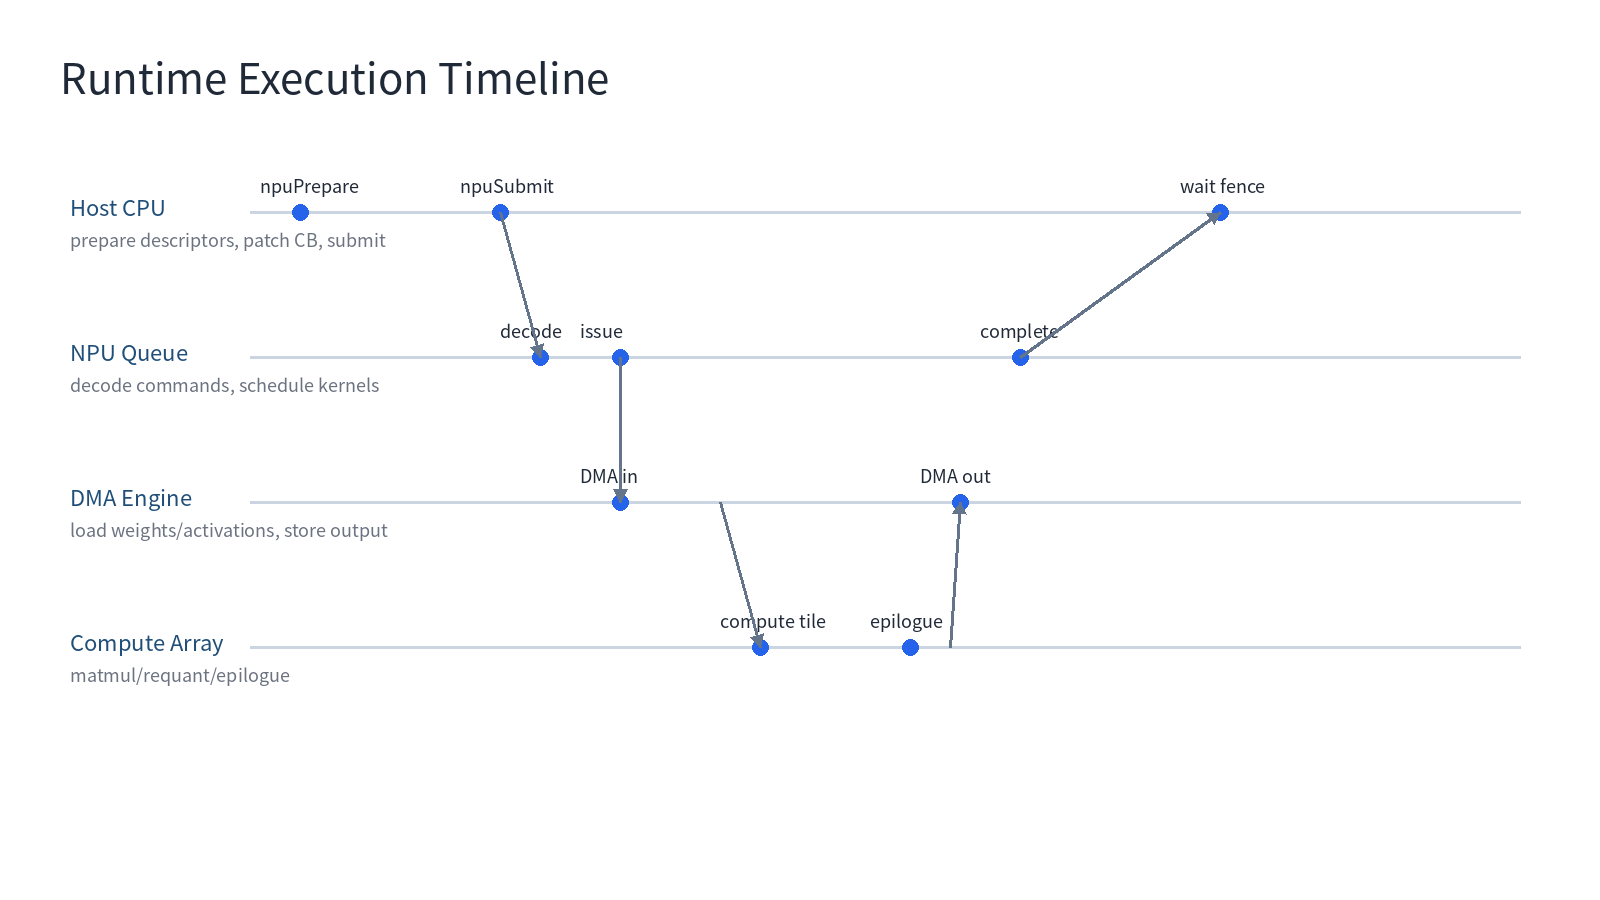 Runtime Execution Timeline
npuPrepare npuSubmit wait fence
Host CPU
prepare descriptors, patch CB, submit
decode issue complete
NPU Queue
decode commands, schedule kernels
DMA in DMA out
DMA Engine
load weights/activations, store output
compute tile epilogue
Compute Array
matmul/requant/epilogue